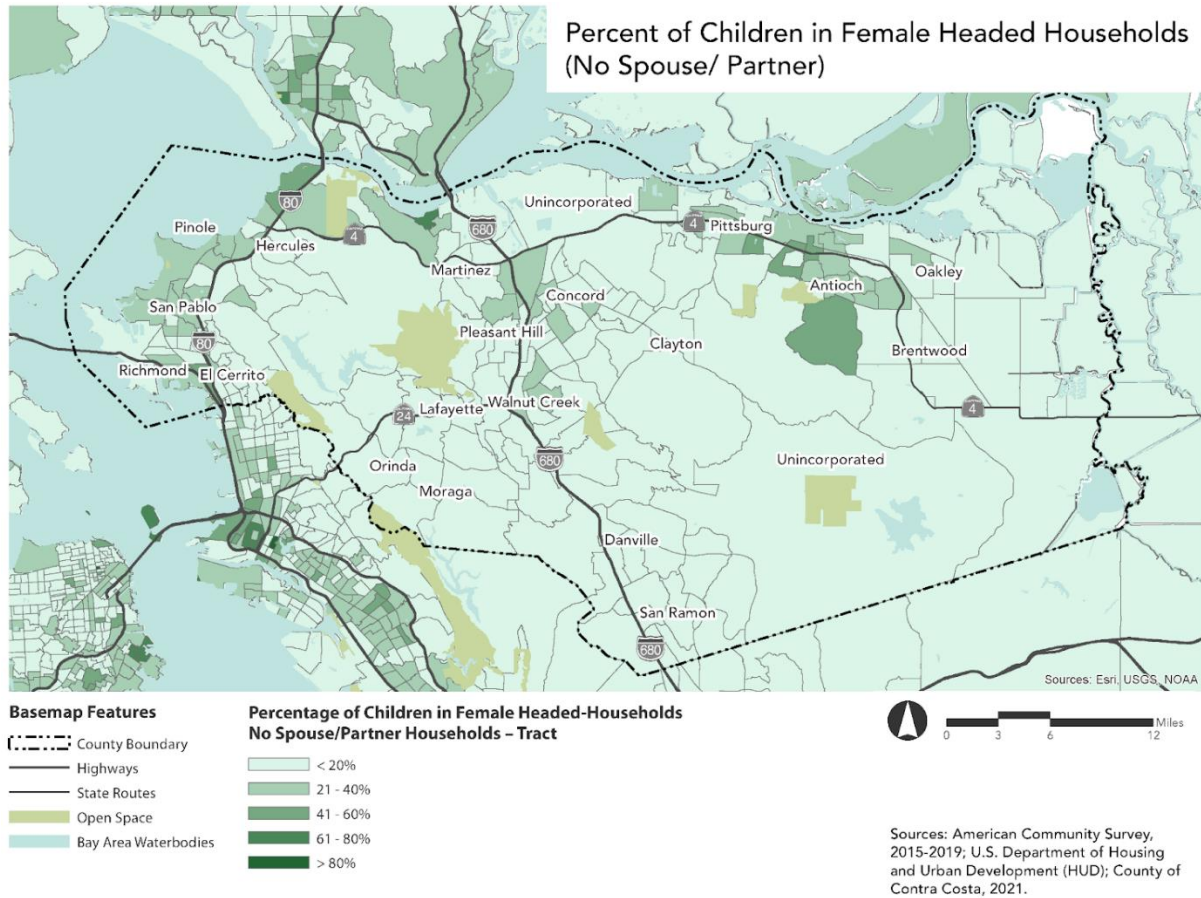 Percent of Children in Female Headed Households
(No Spouse/ Partner)
80
Pinole
Hercules
4
Unincorporated
680
4
Pittsburg
Martinez
Oakley
Antioch
San Pablo
Concord
80
Pleasant Hill
Clayton
Brentwood
Richmond
El Cerrito
24
Lafayette
Walnut Creek
4
680
Orinda
Unincorporated
Moraga
Danville
San Ramon
680
Sources: Esri, USGS, NOAA
Basemap Features
County Boundary
Highways
State Routes
Open Space
Bay Area Waterbodies
Percentage of Children in Female Headed-Households
No Spouse/Partner Households – Tract
< 20%
21 - 40%
41 - 60%
61 - 80%
> 80%
Miles
0 3 6 12
Sources: American Community Survey,
2015-2019; U.S. Department of Housing
and Urban Development (HUD); County of
Contra Costa, 2021.